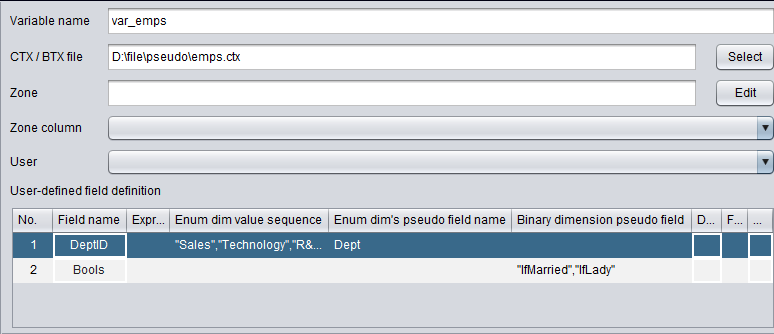 Variable name var_emps
CTX / BTX file D:\file\pseudo\emps.ctx Select
Zone Edit
Zone column
User
User-defined field definition
No. Field name Expr... Enum dim value sequence Enum dim's pseudo field name Binary dimension pseudo field D... F... ...
1 DeptID "Sales","Technology","R&... Dept
2 Bools "IfMarried","IfLady"